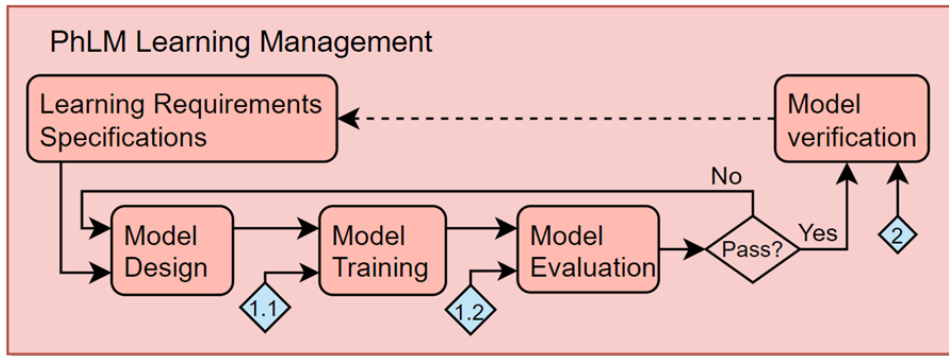 PhLM Learning Management
Learning Requirements
Specifications
Model
verification
No
Model
Design
Model
Training
Model
Evaluation
Pass?
Yes
2
1.1
1.2